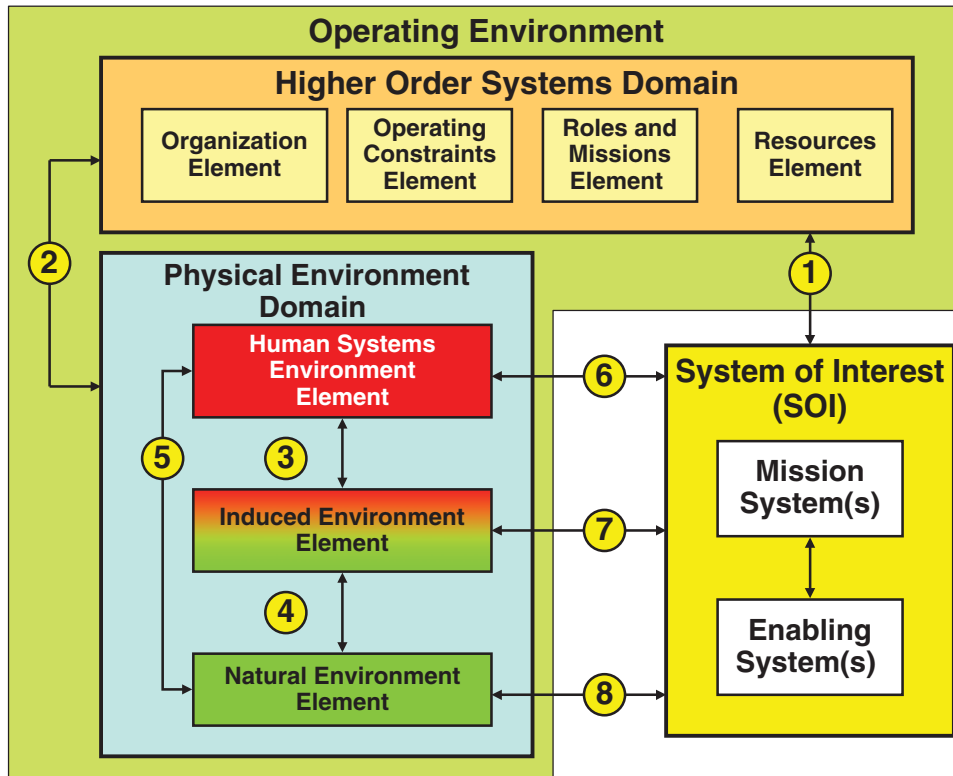 Operating Environment
Higher Order Systems Domain
Organization
Element
Operating
Constraints
Element
Roles and
Missions
Element
Resources
Element
2
1
Physical Environment
Domain
Human Systems
Environment
Element
6
System of Interest
(SOI)
5
3
Mission
System(s)
Induced Environment
Element
7
4
Enabling
System(s)
Natural Environment
Element
8